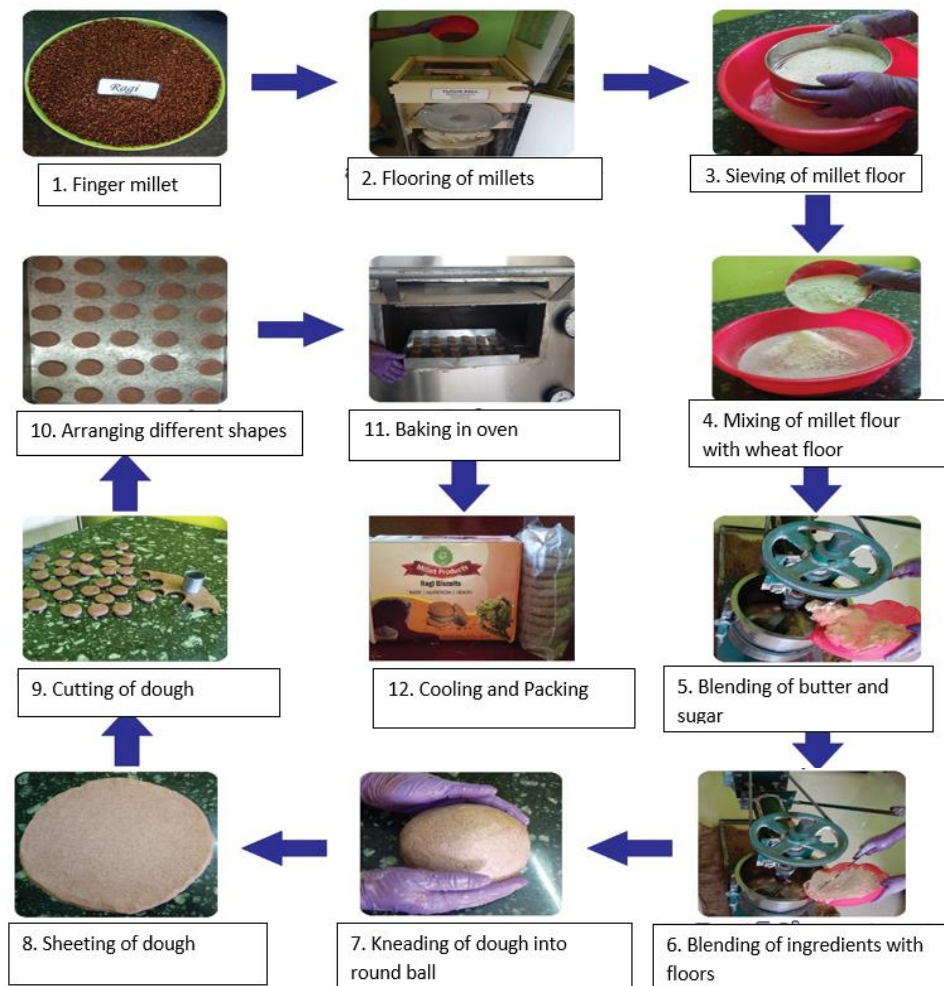 Ragi
1. Finger millet
2. Flooring of millets
3. Sieving of millet floor
4. Mixing of millet flour
with wheat floor
5. Blending of butter and
sugar
6. Blending of ingredients with
floors
7. Kneading of dough into
round ball
8. Sheeting of dough
9. Cutting of dough
10. Arranging different shapes
11. Baking in oven
12. Cooling and Packing
Millet Products
Ragi Biscuits